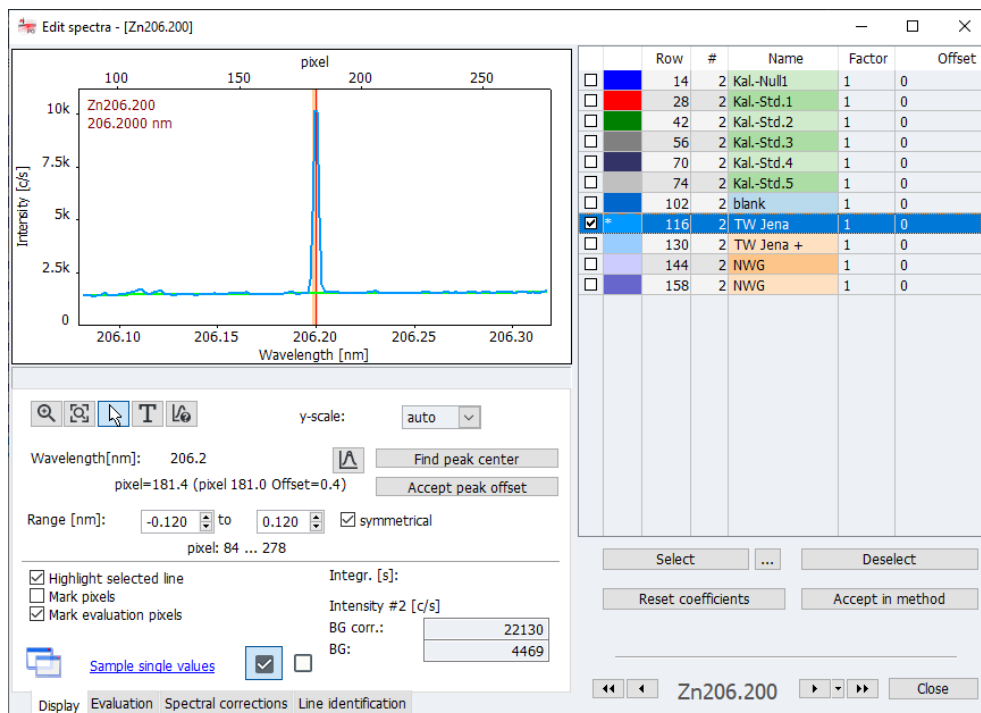 Edit spectra - [Zn206.200]
pixel
100 150 200 250
Zn206.200
206.2000 nm
Intensity [c/s]
10k
7.5k
5k
2.5k
0
206.10 206.15 206.20 206.25 206.30
Wavelength [nm]
y-scale: auto
Wavelength[nm]: 206.2 Find peak center
pixel=181.4 (pixel 181.0 Offset=0.4) Accept peak offset
Range [nm]: -0.120 to 0.120 symmetrical
pixel: 84 ... 278
Highlight selected line
Mark pixels
Mark evaluation pixels
Integr. [s]:
Intensity #2 [c/s]
BG corr.: 22130
BG: 4469
Sample single values
Display Evaluation Spectral corrections Line identification
Row # Name Factor Offset
14 2 Kal.-Null1 1 0
28 2 Kal.-Std.1 1 0
42 2 Kal.-Std.2 1 0
56 2 Kal.-Std.3 1 0
70 2 Kal.-Std.4 1 0
74 2 Kal.-Std.5 1 0
102 2 blank 1 0
* 116 2 TW Jena 1 0
130 2 TW Jena + 1 0
144 2 NWG 1 0
158 2 NWG 1 0
Select ... Deselect
Reset coefficients Accept in method
Zn206.200 Close